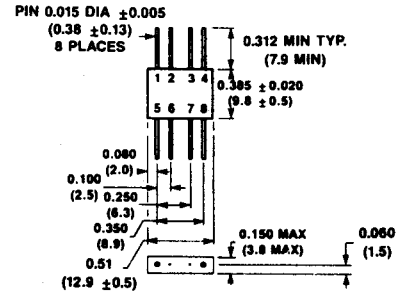 PIN 0.015 DIA ±0.005
(0.38 ±0.13)
8 PLACES
0.312 MIN TYP.
(7.9 MIN)
1 2 3 4
0.385 ±0.020
(9.8 ±0.5)
5 6 7 8
0.080
(2.0)
0.100
(2.5)
0.250
(6.3)
0.350
(8.9)
0.51
(12.9 ±0.5)
0.150 MAX
(3.8 MAX)
0.060
(1.5)